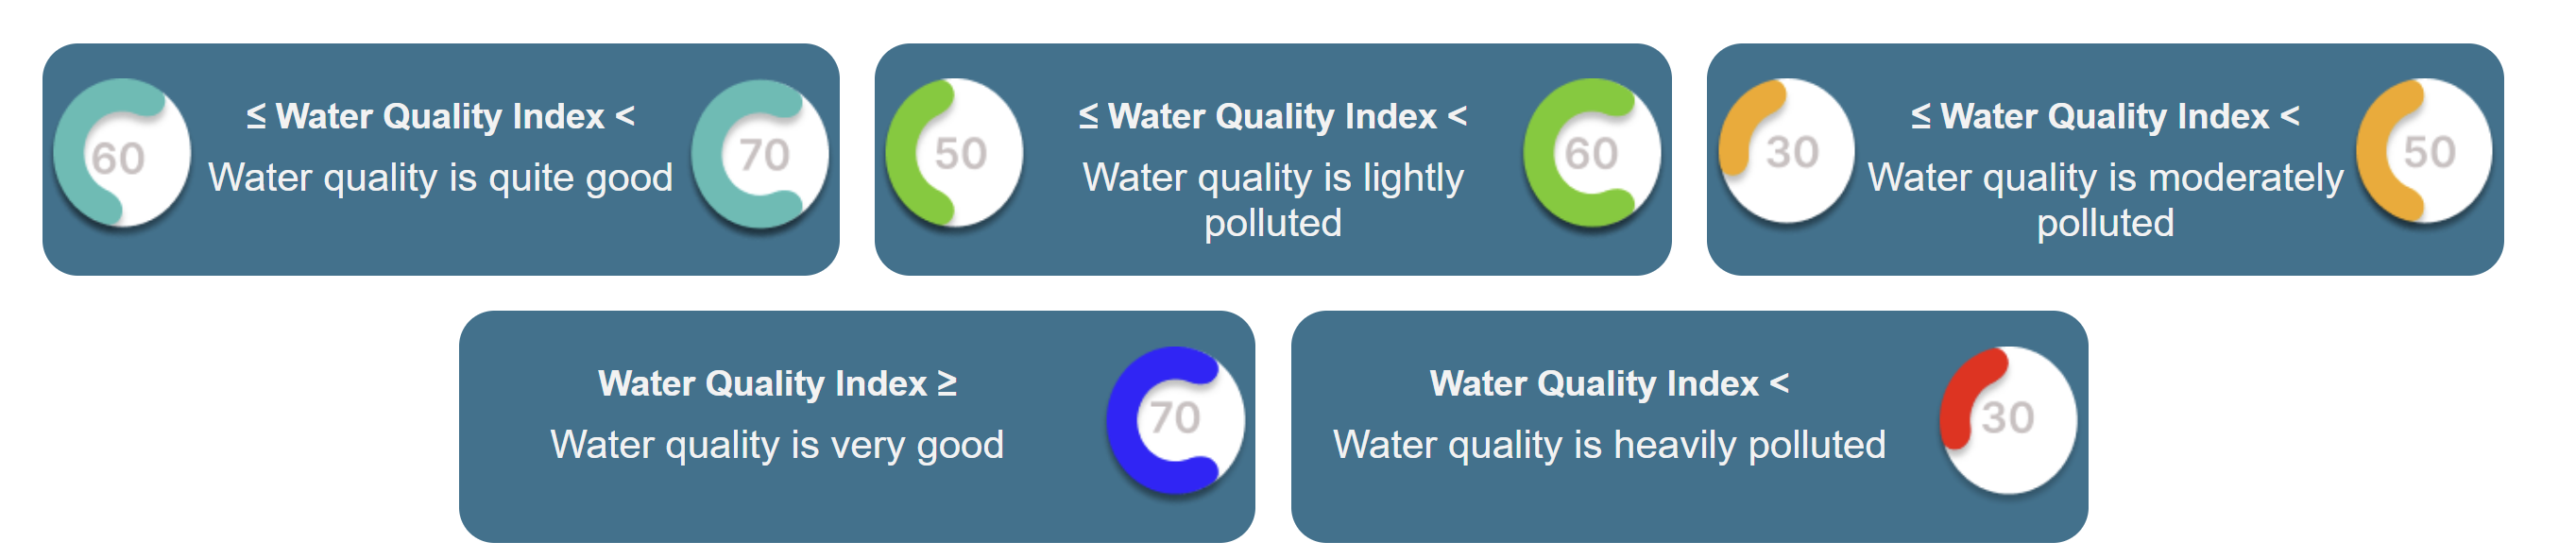 60 ≤ Water Quality Index < 70
Water quality is quite good
50 ≤ Water Quality Index < 60
Water quality is lightly
polluted
30 ≤ Water Quality Index < 50
Water quality is moderately
polluted
Water Quality Index ≥ 70
Water quality is very good
Water Quality Index < 30
Water quality is heavily polluted